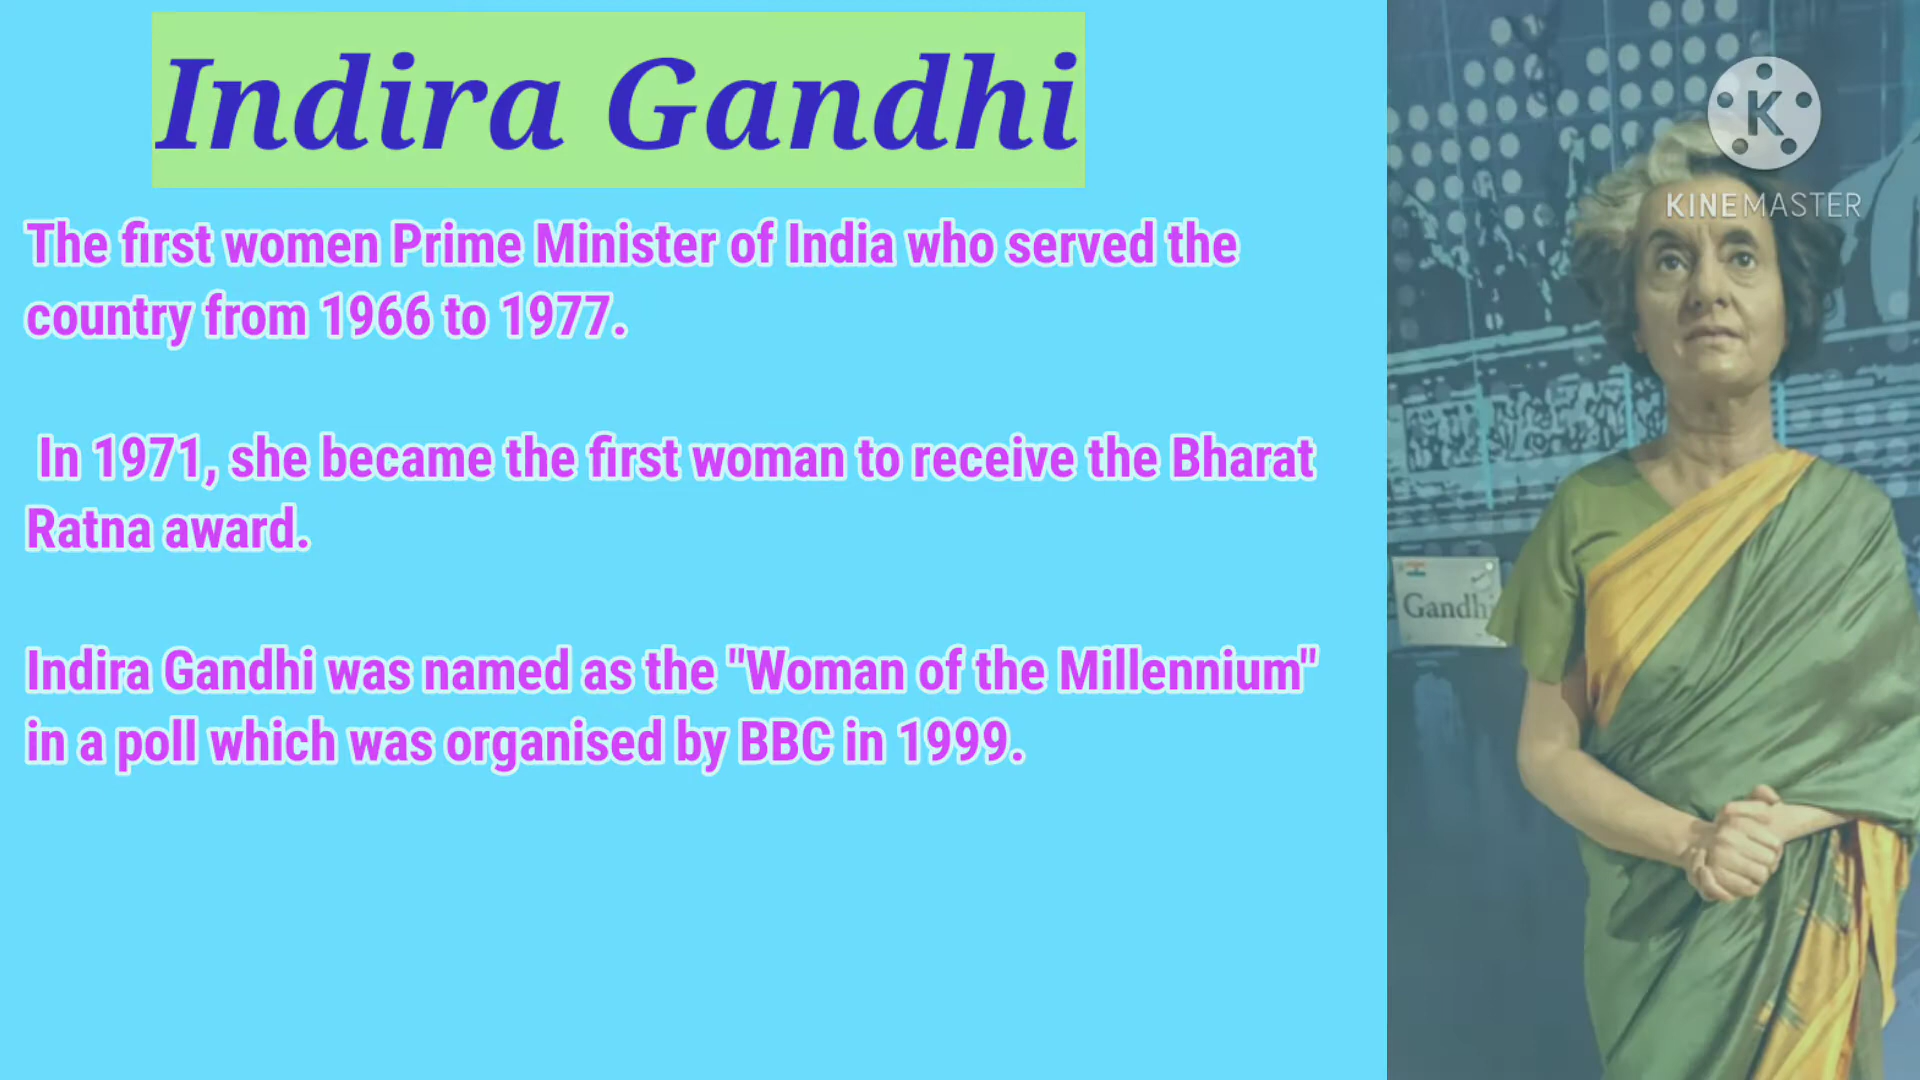 Indira Gandhi
The first women Prime Minister of India who served the
country from 1966 to 1977.
In 1971, she became the first woman to receive the Bharat
Ratna award.
Indira Gandhi was named as the "Woman of the Millennium"
in a poll which was organised by BBC in 1999.
K
KINEMASTER
Gandhi